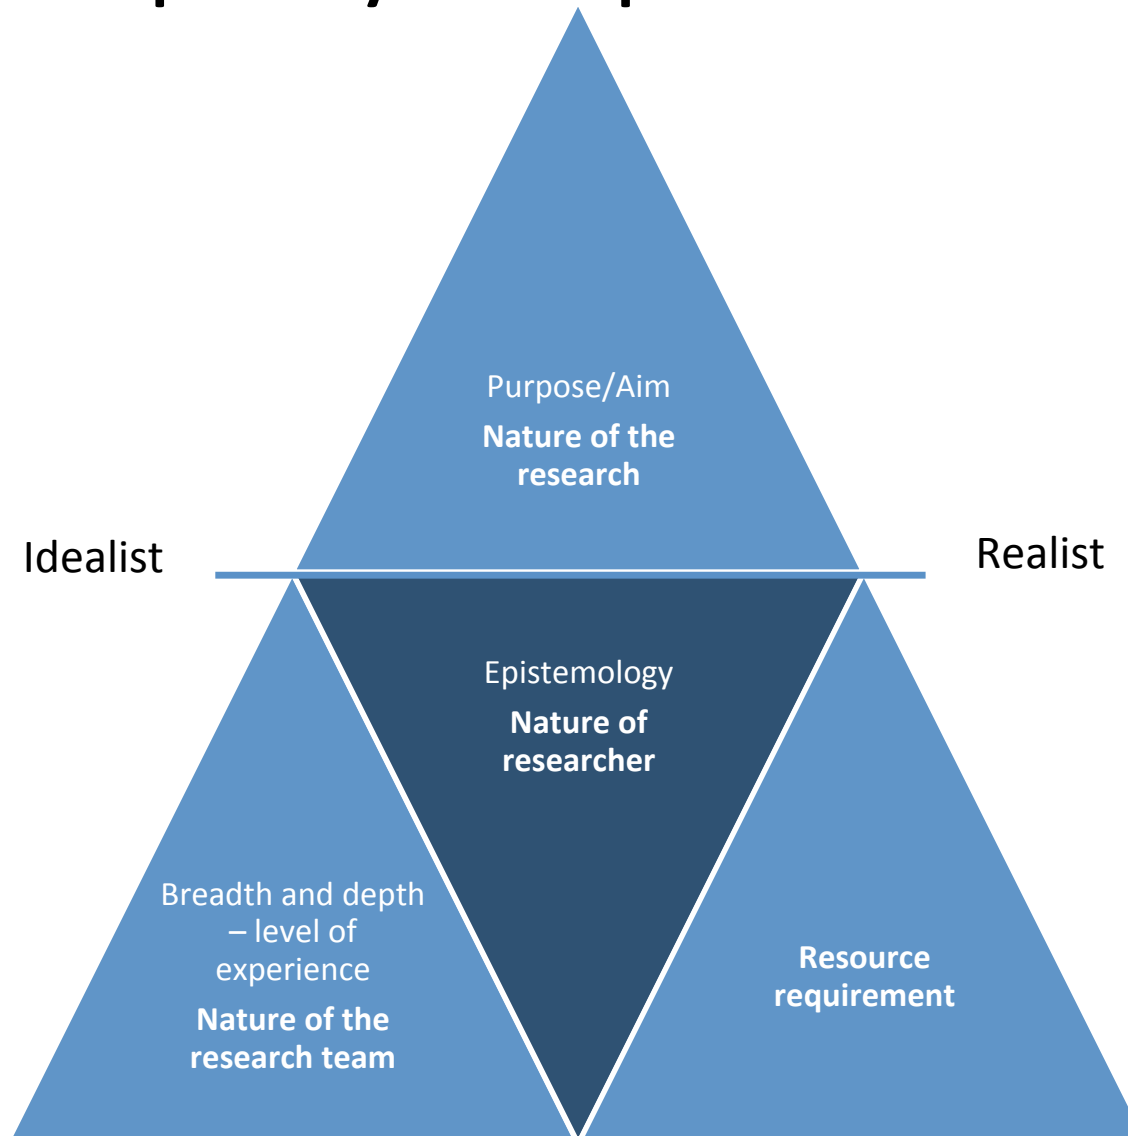 Purpose/Aim
Nature of the
research
Idealist
Realist
Epistemology
Nature of
researcher
Breadth and depth
– level of
experience
Nature of the
research team
Resource
requirement